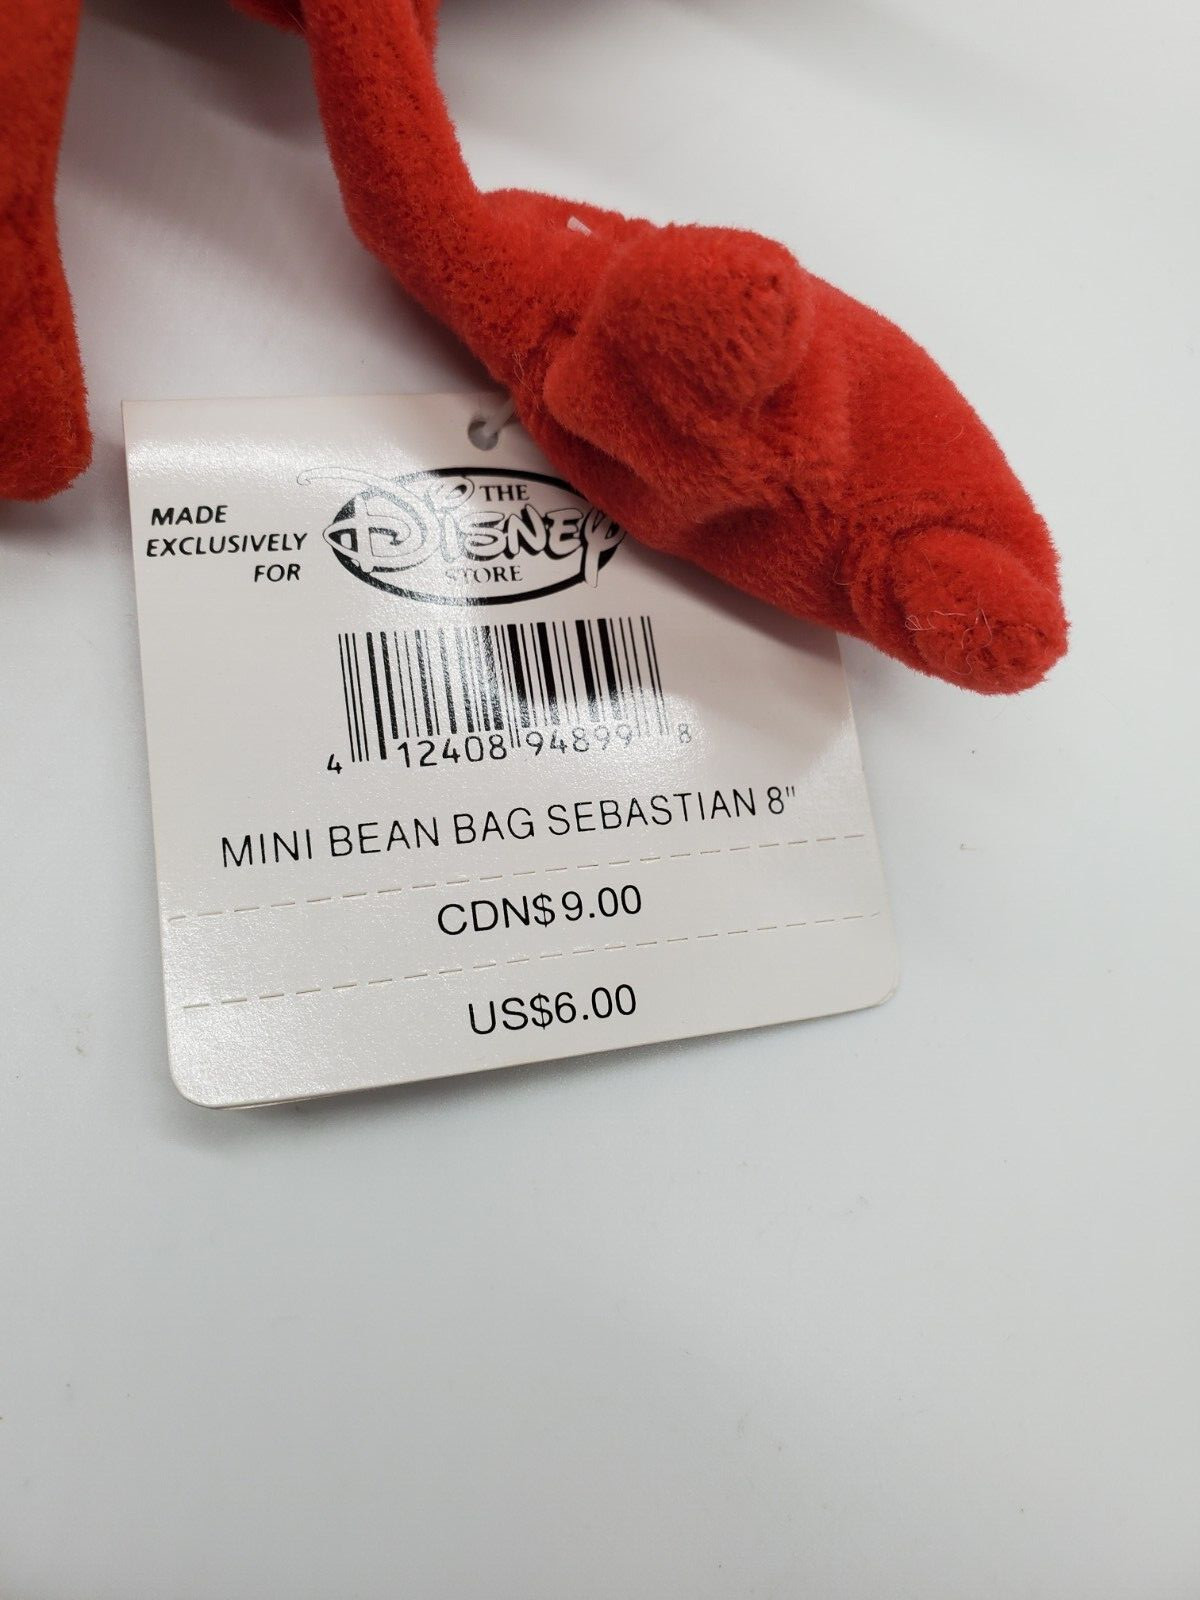 MADE
EXCLUSIVELY
FOR
THE
DISNEY
STORE
4 12408 94899 8
MINI BEAN BAG SEBASTIAN 8"
CDN$ 9.00
US$6.00